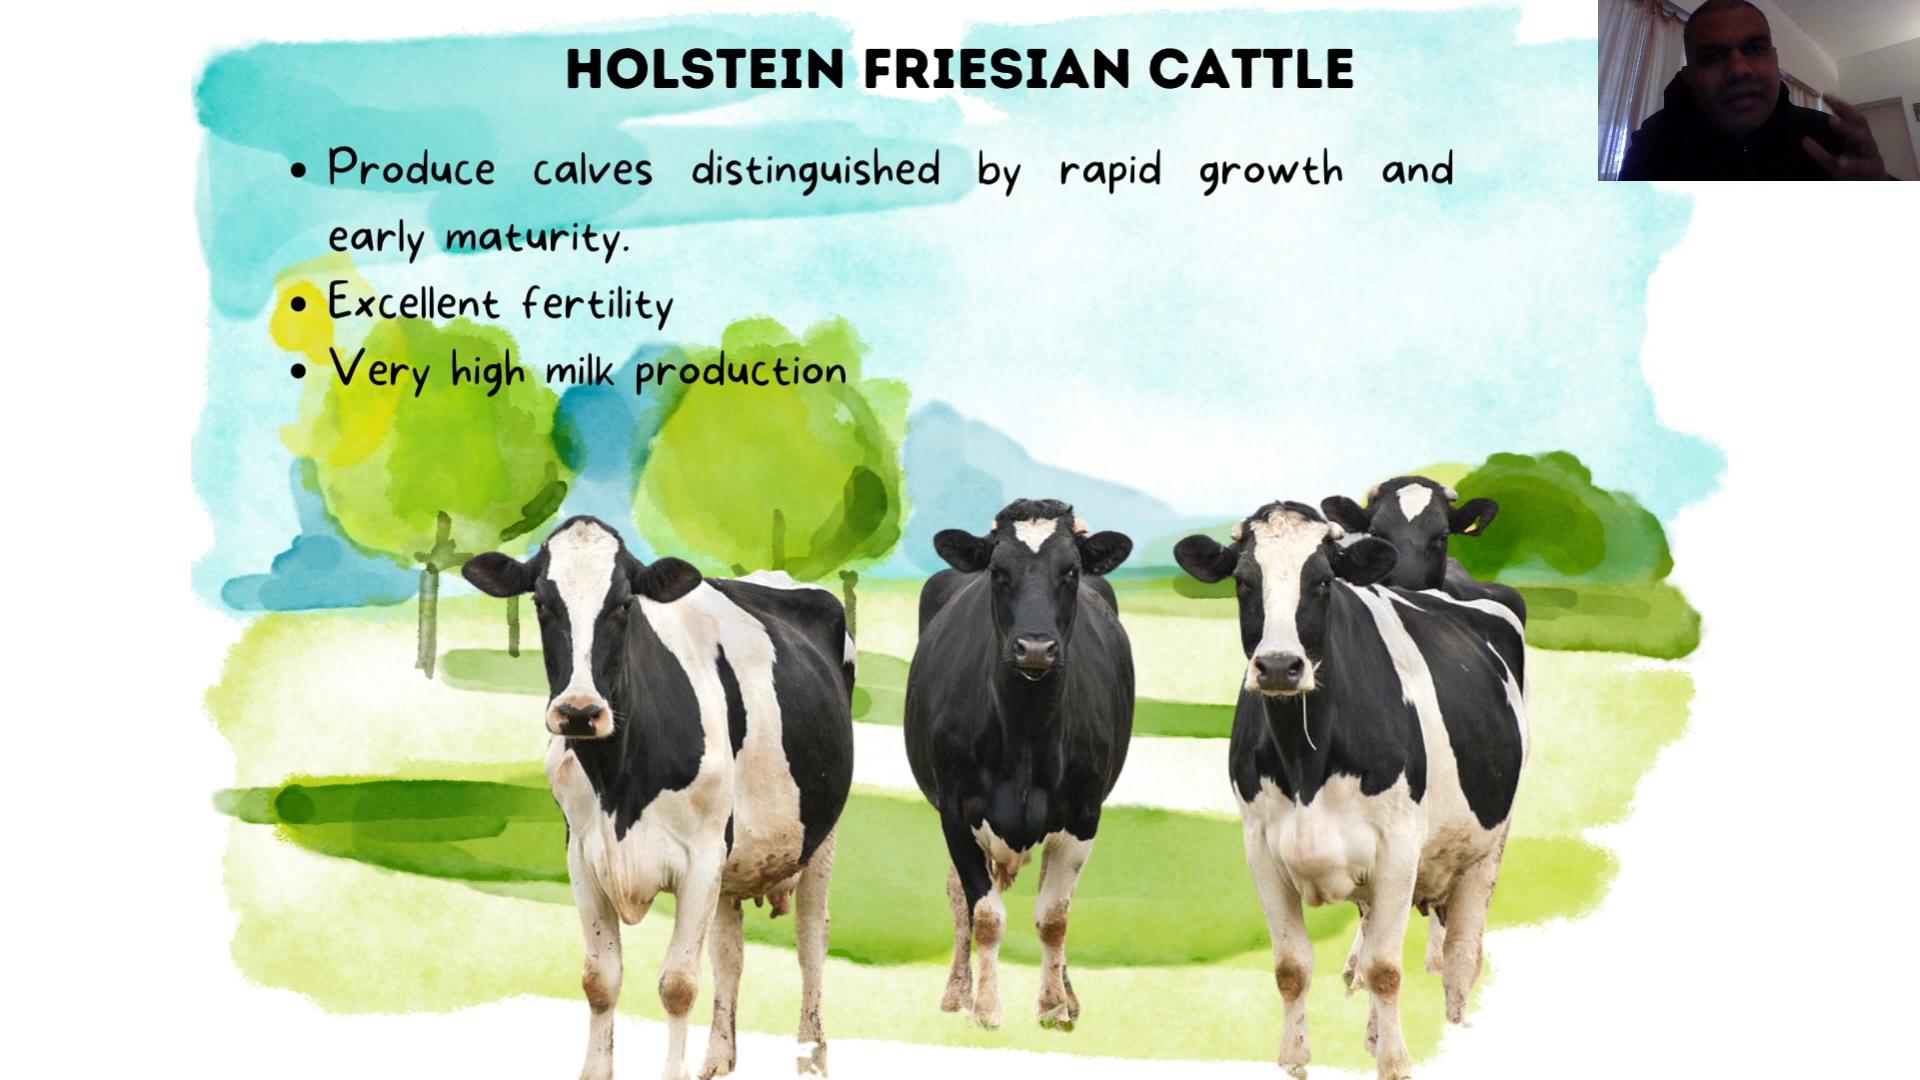 HOLSTEIN FRIESIAN CATTLE
• Produce calves distinguished by rapid growth and
early maturity.
• Excellent fertility
• Very high milk production